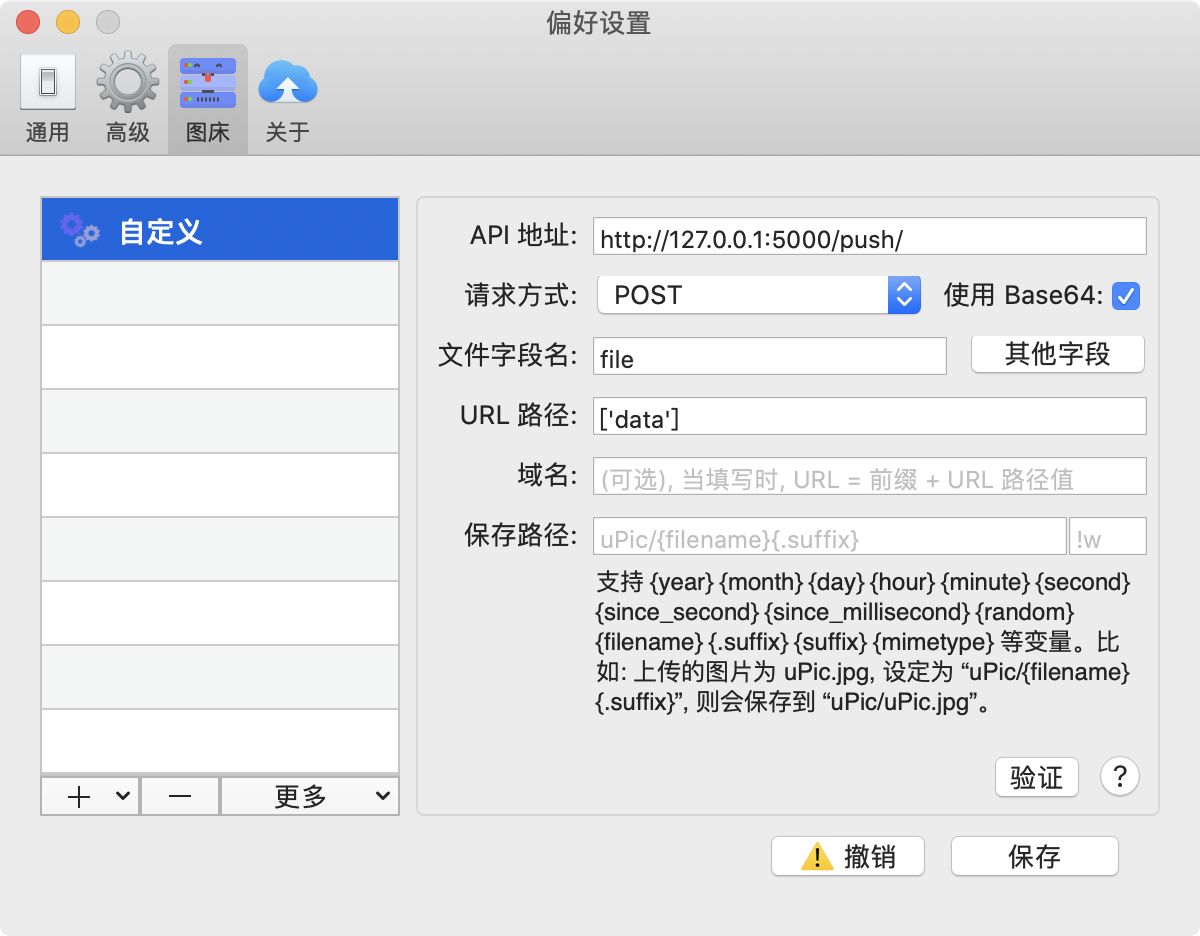 偏好设置
通用
高级
图床
关于
自定义
API 地址:
http://127.0.0.1:5000/push/
请求方式:
POST
使用 Base64:
文件字段名:
file
其他字段
URL 路径:
['data']
域名:
(可选), 当填写时, URL = 前缀 + URL 路径值
保存路径:
uPic/{filename}{.suffix}
!w
支持 {year} {month} {day} {hour} {minute} {second}
{since_second} {since_millisecond} {random}
{filename} {.suffix} {suffix} {mimetype} 等变量。比
如: 上传的图片为 uPic.jpg, 设定为 “uPic/{filename}
{.suffix}”, 则会保存到 “uPic/uPic.jpg”。
验证
?
更多
撤销
保存